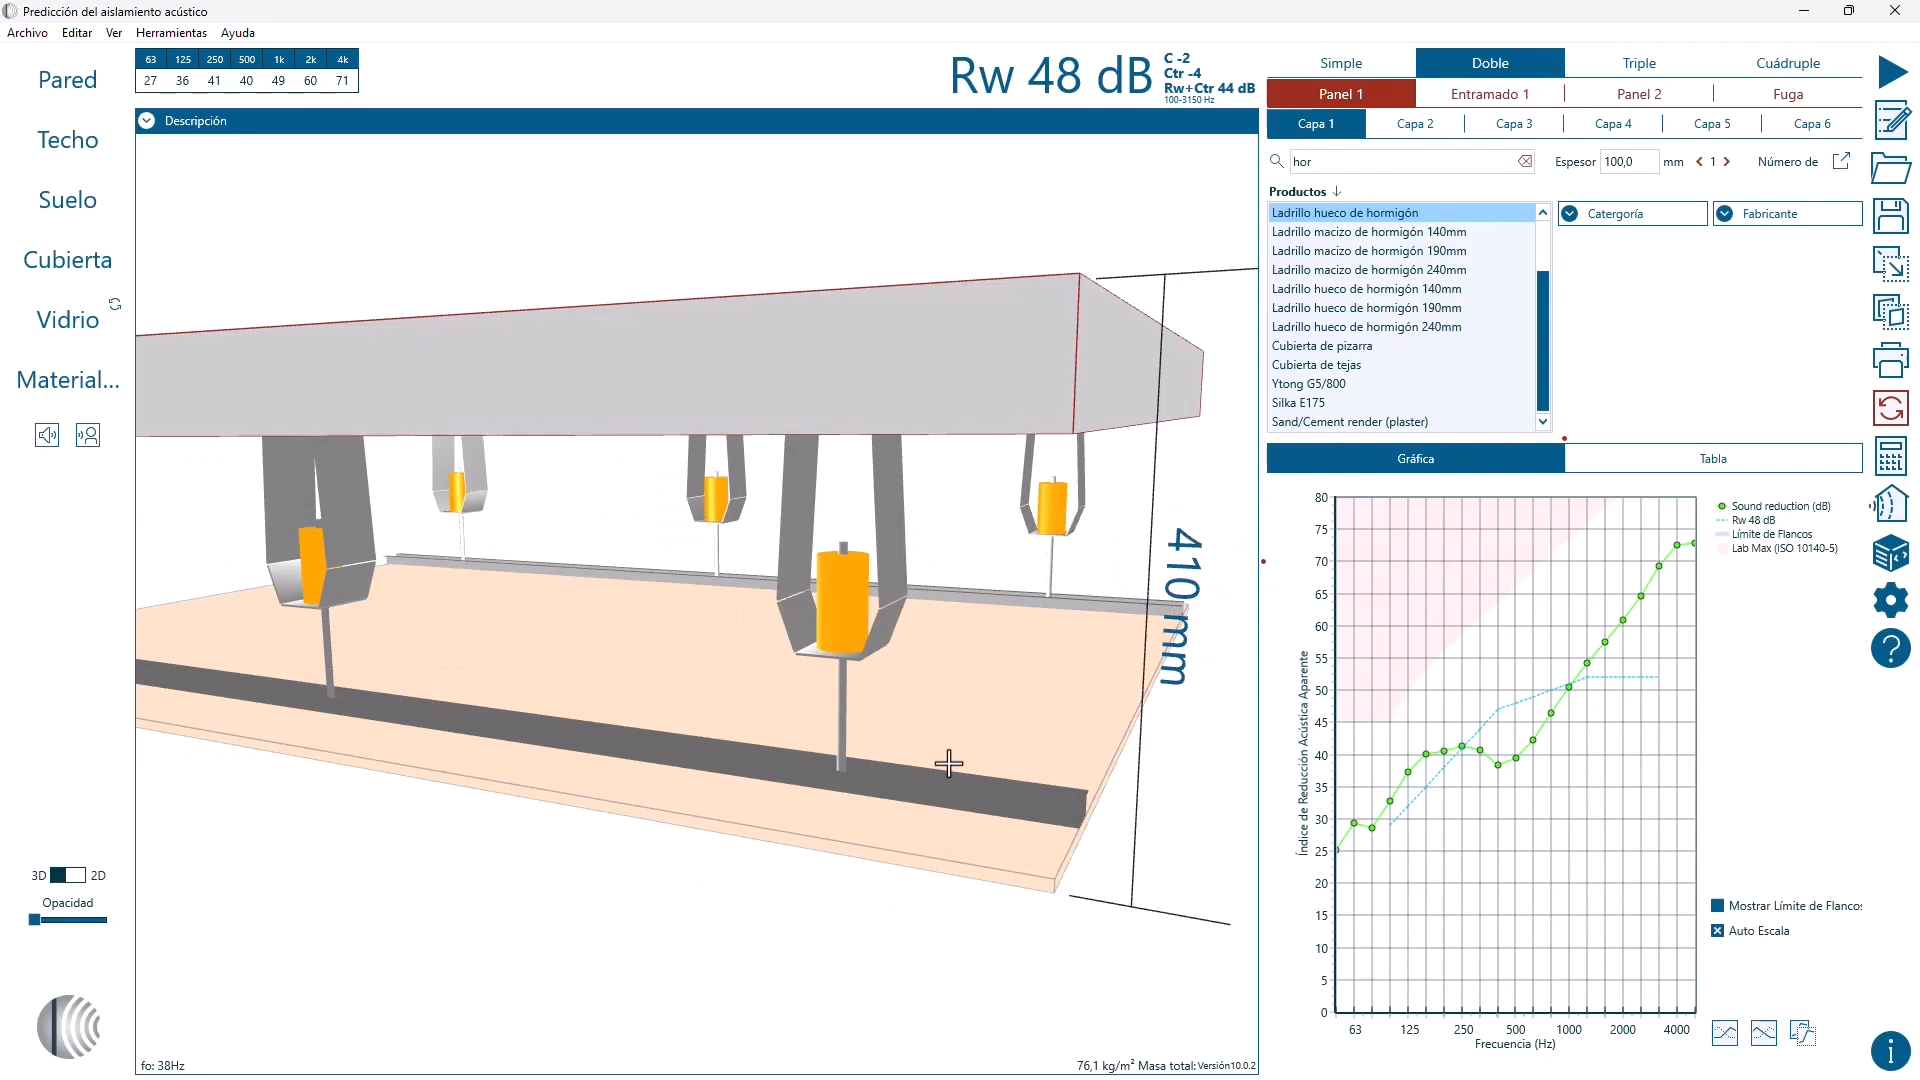 Predicción del aislamiento acústico
Archivo Editar Ver Herramientas Ayuda
Pared
Techo
Suelo
Cubierta
Vidrio
Material...
3D 2D
Opacidad
63 125 250 500 1k 2k 4k
27 36 41 40 49 60 71
Rw 48 dB
C -2
Ctr -4
Rw+Ctr 44 dB
100-3150 Hz
Descripción
410 mm
fo: 38Hz
76,1 kg/m² Masa total: Versión10.0.2
Simple Doble Triple Cuádruple
Panel 1 Entramado 1 Panel 2 Fuga
Capa 1 Capa 2 Capa 3 Capa 4 Capa 5 Capa 6
hor Espesor 100,0 mm 1 Número de
Productos
Catergoría Fabricante
Ladrillo hueco de hormigón
Ladrillo macizo de hormigón 140mm
Ladrillo macizo de hormigón 190mm
Ladrillo macizo de hormigón 240mm
Ladrillo hueco de hormigón 140mm
Ladrillo hueco de hormigón 190mm
Ladrillo hueco de hormigón 240mm
Cubierta de pizarra
Cubierta de tejas
Ytong G5/800
Silka E175
Sand/Cement render (plaster)
Gráfica Tabla
80
75
70
65
60
55
50
45
40
35
30
25
20
15
10
5
0
Índice de Reducción Acústica Aparente
63 125 250 500 1000 2000 4000
Frecuencia (Hz)
Sound reduction (dB)
Rw 48 dB
Límite de Flancos
Lab Max (ISO 10140-5)
Mostrar Límite de Flancos
Auto Escala